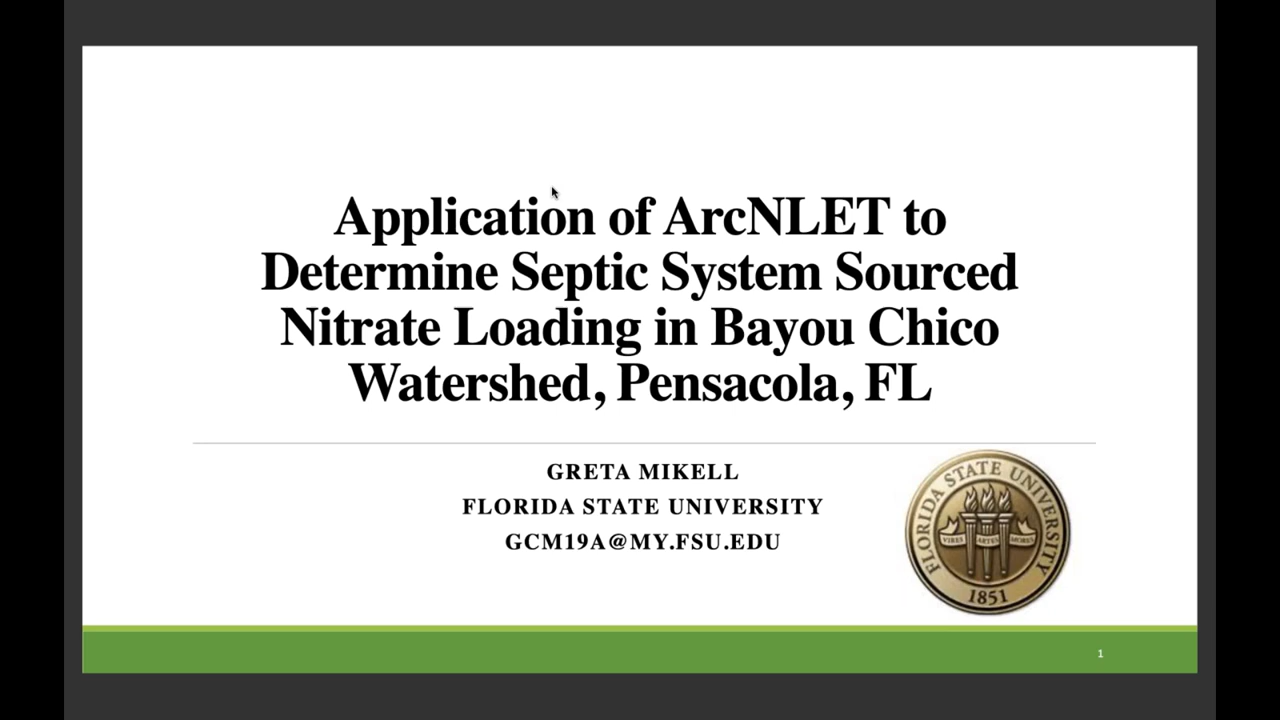 Application of ArcNLET to
Determine Septic System Sourced
Nitrate Loading in Bayou Chico
Watershed, Pensacola, FL
GRETA MIKELL
FLORIDA STATE UNIVERSITY
GCM19A@MY.FSU.EDU
FLORIDA STATE UNIVERSITY
VIRES ARTES MORES
1851
1